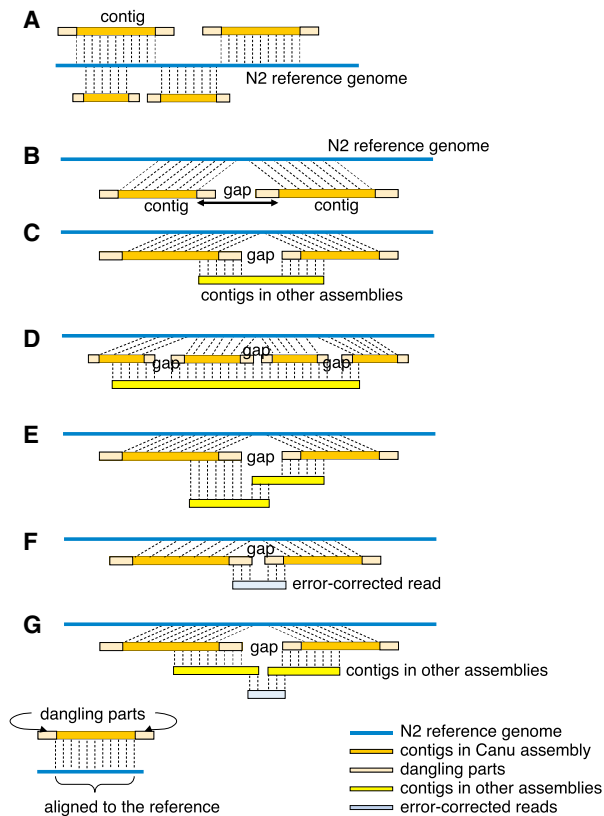 A
contig
N2 reference genome
B
N2 reference genome
gap
contig
contig
C
gap
contigs in other assemblies
D
gap
gap
gap
E
gap
F
gap
error-corrected read
G
gap
contigs in other assemblies
dangling parts
aligned to the reference
N2 reference genome
contigs in Canu assembly
dangling parts
contigs in other assemblies
error-corrected reads